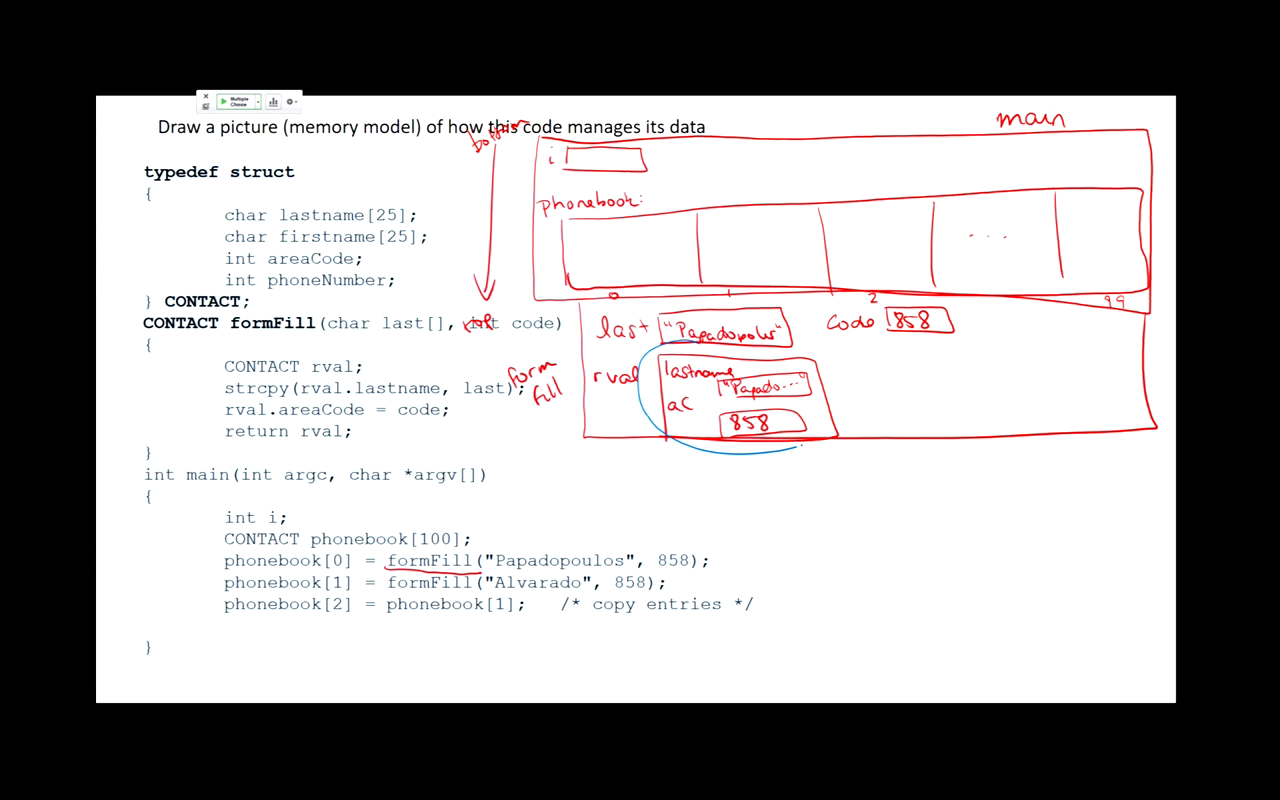 Multiple
Choice
Draw a picture (memory model) of how this code manages its data
main
bottom
i
typedef struct
{
char lastname[25];
phonebook:
char firstname[25];
...
int areaCode;
int phoneNumber;
} CONTACT;
0 1 2 99
CONTACT formFill(char last[], int code)
top
last "Papadopoulos" Code 858
{
CONTACT rval;
form
fill
rval lastname
"Papado..."
strcpy(rval.lastname, last);
aC
rval.areaCode = code;
858
return rval;
}
int main(int argc, char *argv[])
{
int i;
CONTACT phonebook[100];
phonebook[0] = formFill("Papadopoulos", 858);
phonebook[1] = formFill("Alvarado", 858);
phonebook[2] = phonebook[1]; /* copy entries */
}